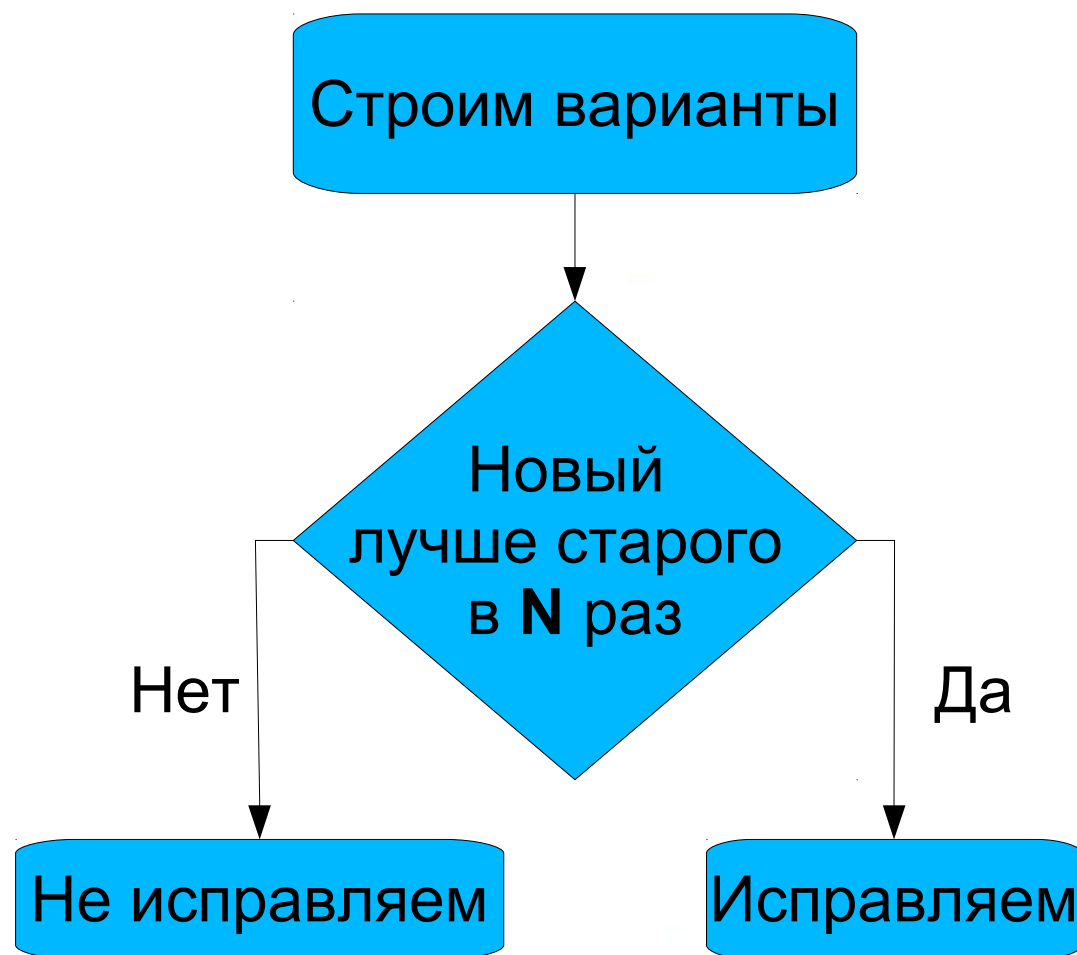 Строим варианты
Новый
лучше старого
в N раз
Нет
Да
Не исправляем
Исправляем